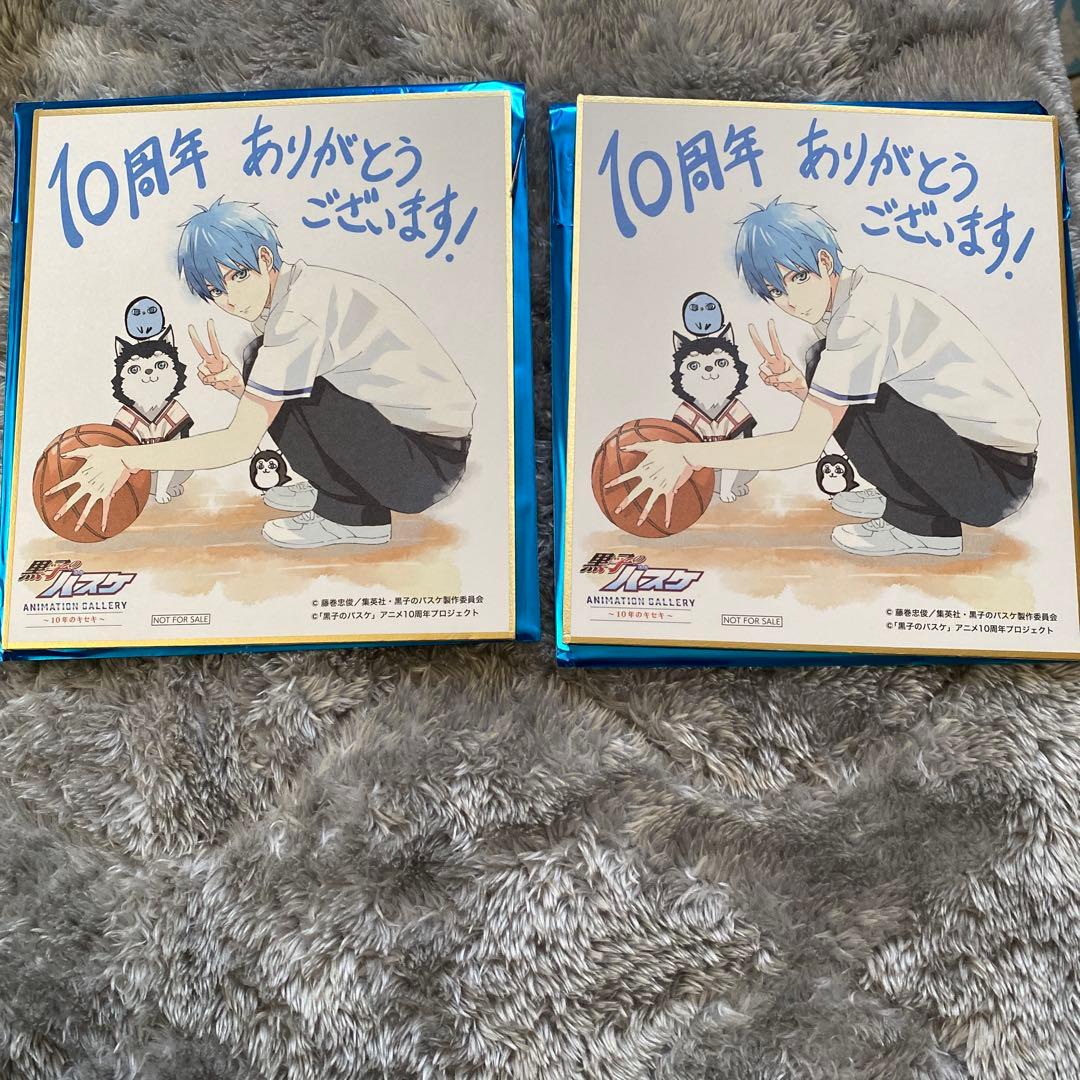 10周年 ありがとう
ございます!
黒子の
バスケ
ANIMATION GALLERY
~10年のキセキ~
NOT FOR SALE
© 藤巻忠俊/集英社・黒子のバスケ製作委員会
©「黒子のバスケ」アニメ10周年プロジェクト
10周年 ありがとう
ございます!
黒子の
バスケ
ANIMATION GALLERY
~10年のキセキ~
NOT FOR SALE
© 藤巻忠俊/集英社・黒子のバスケ製作委員会
©「黒子のバスケ」アニメ10周年プロジェクト